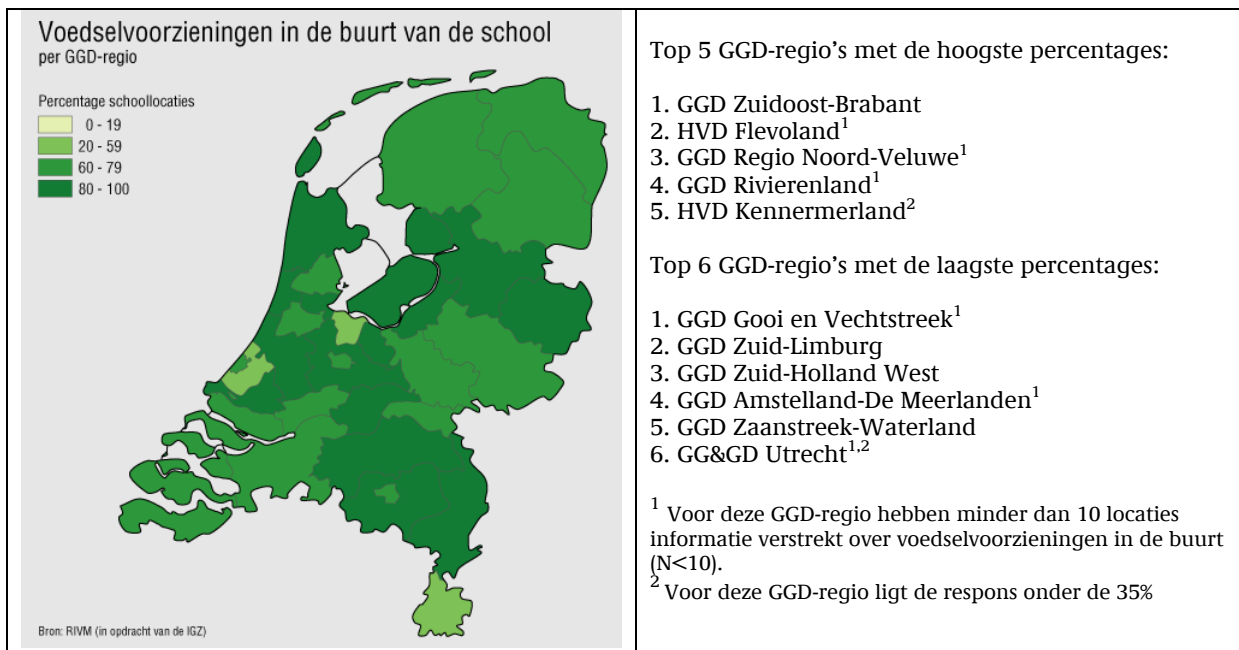 Voedselvoorzieningen in de buurt van de school
per GGD-regio
Percentage schoollocaties
0 - 19
20 - 59
60 - 79
80 - 100
Bron: RIVM (in opdracht van de IGZ)
Top 5 GGD-regio's met de hoogste percentages:
1. GGD Zuidoost-Brabant
2. HVD Flevoland1
3. GGD Regio Noord-Veluwe1
4. GGD Rivierenland1
5. HVD Kennermerland2
Top 6 GGD-regio's met de laagste percentages:
1. GGD Gooi en Vechtstreek1
2. GGD Zuid-Limburg
3. GGD Zuid-Holland West
4. GGD Amstelland-De Meerlanden1
5. GGD Zaanstreek-Waterland
6. GG&GD Utrecht1,2
1 Voor deze GGD-regio hebben minder dan 10 locaties
informatie verstrekt over voedselvoorzieningen in de buurt
(N<10).
2 Voor deze GGD-regio ligt de respons onder de 35%